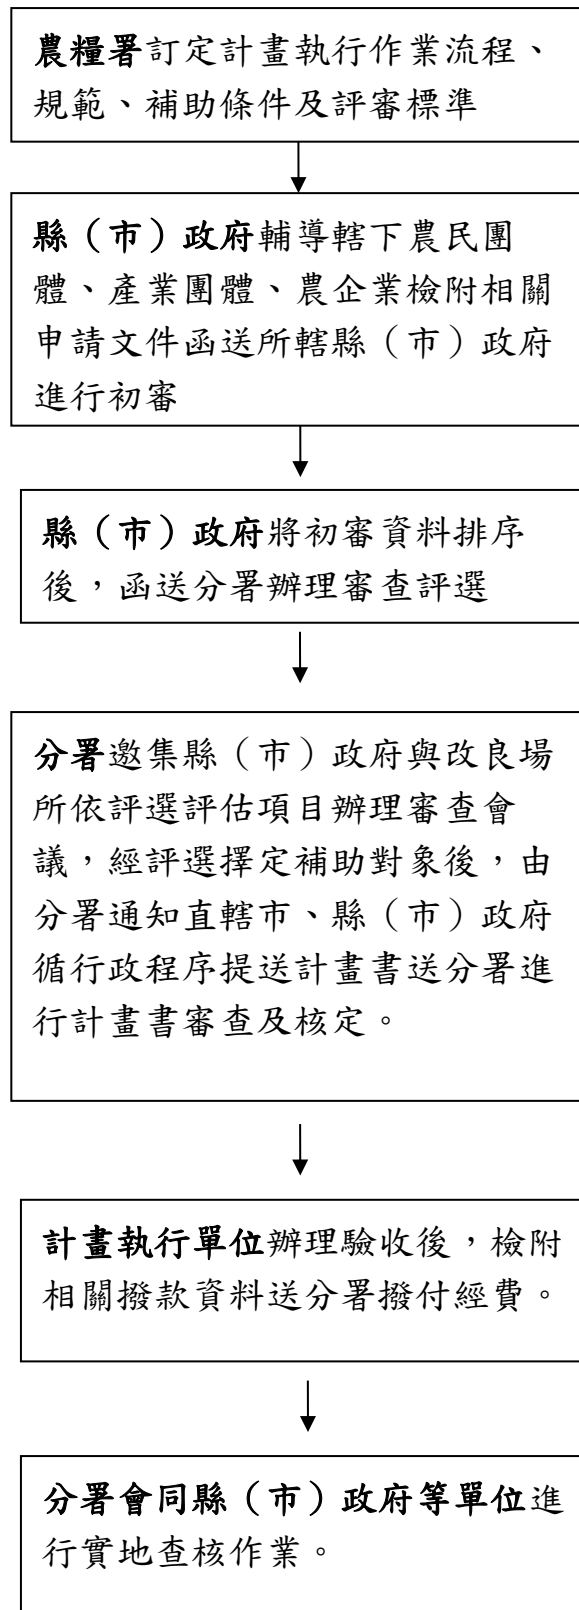 農糧署訂定計畫執行作業流程、
規範、補助條件及評審標準
縣（市）政府輔導轄下農民團
體、產業團體、農企業檢附相關
申請文件函送所轄縣（市）政府
進行初審
縣（市）政府將初審資料排序
後，函送分署辦理審查評選
分署邀集縣（市）政府與改良場
所依評選評估項目辦理審查會
議，經評選擇定補助對象後，由
分署通知直轄市、縣（市）政府
循行政程序提送計畫書送分署進
行計畫書審查及核定。
計畫執行單位辦理驗收後，檢附
相關撥款資料送分署撥付經費。
分署會同縣（市）政府等單位進
行實地查核作業。